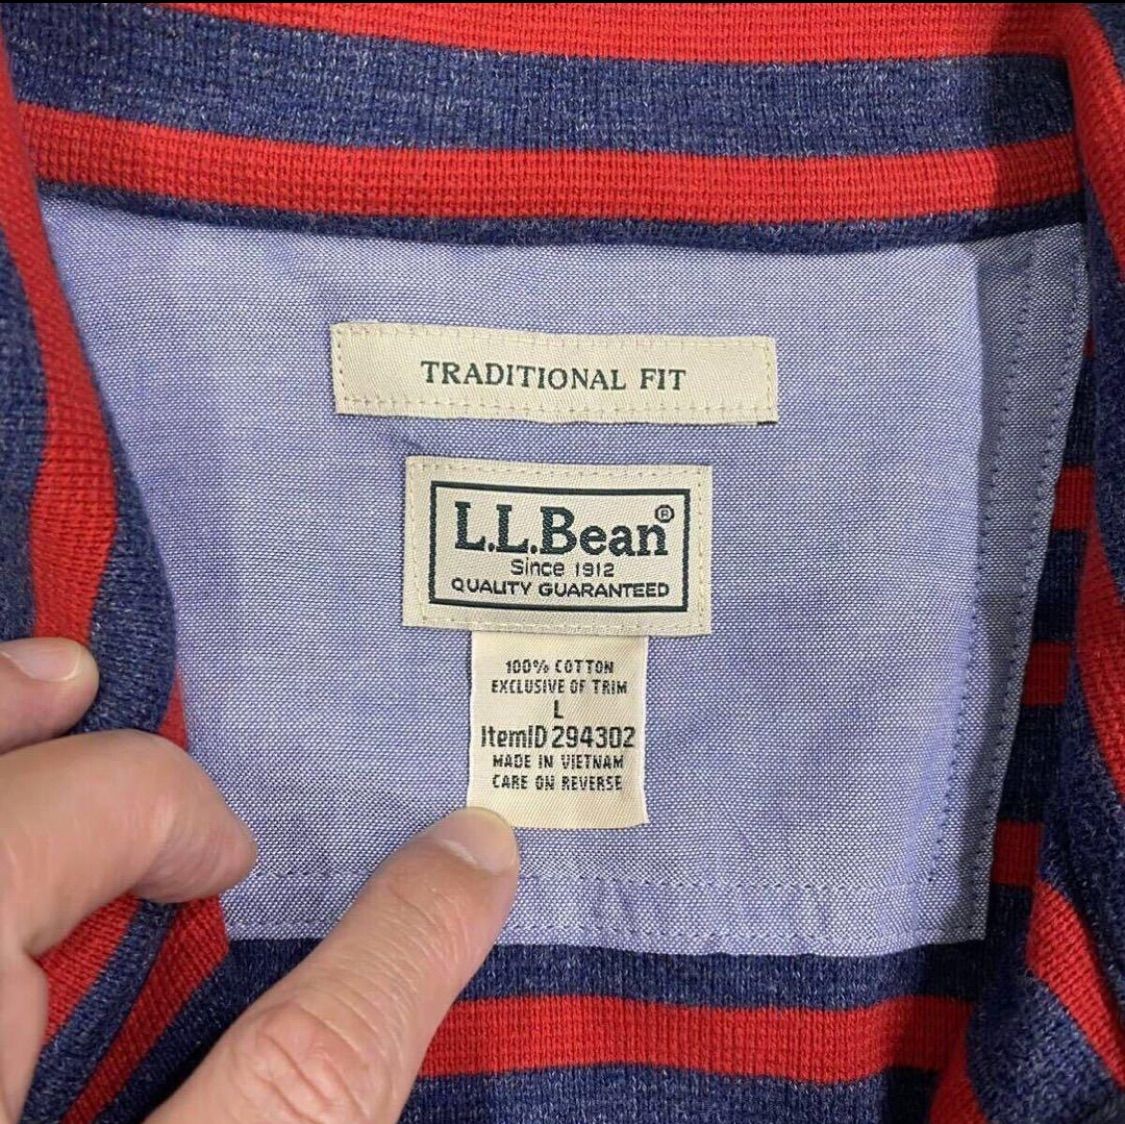 TRADITIONAL FIT
L.L.Bean®
Since 1912
QUALITY GUARANTEED
100% COTTON
EXCLUSIVE OF TRIM
L
ItemID 294302
MADE IN VIETNAM
CARE ON REVERSE